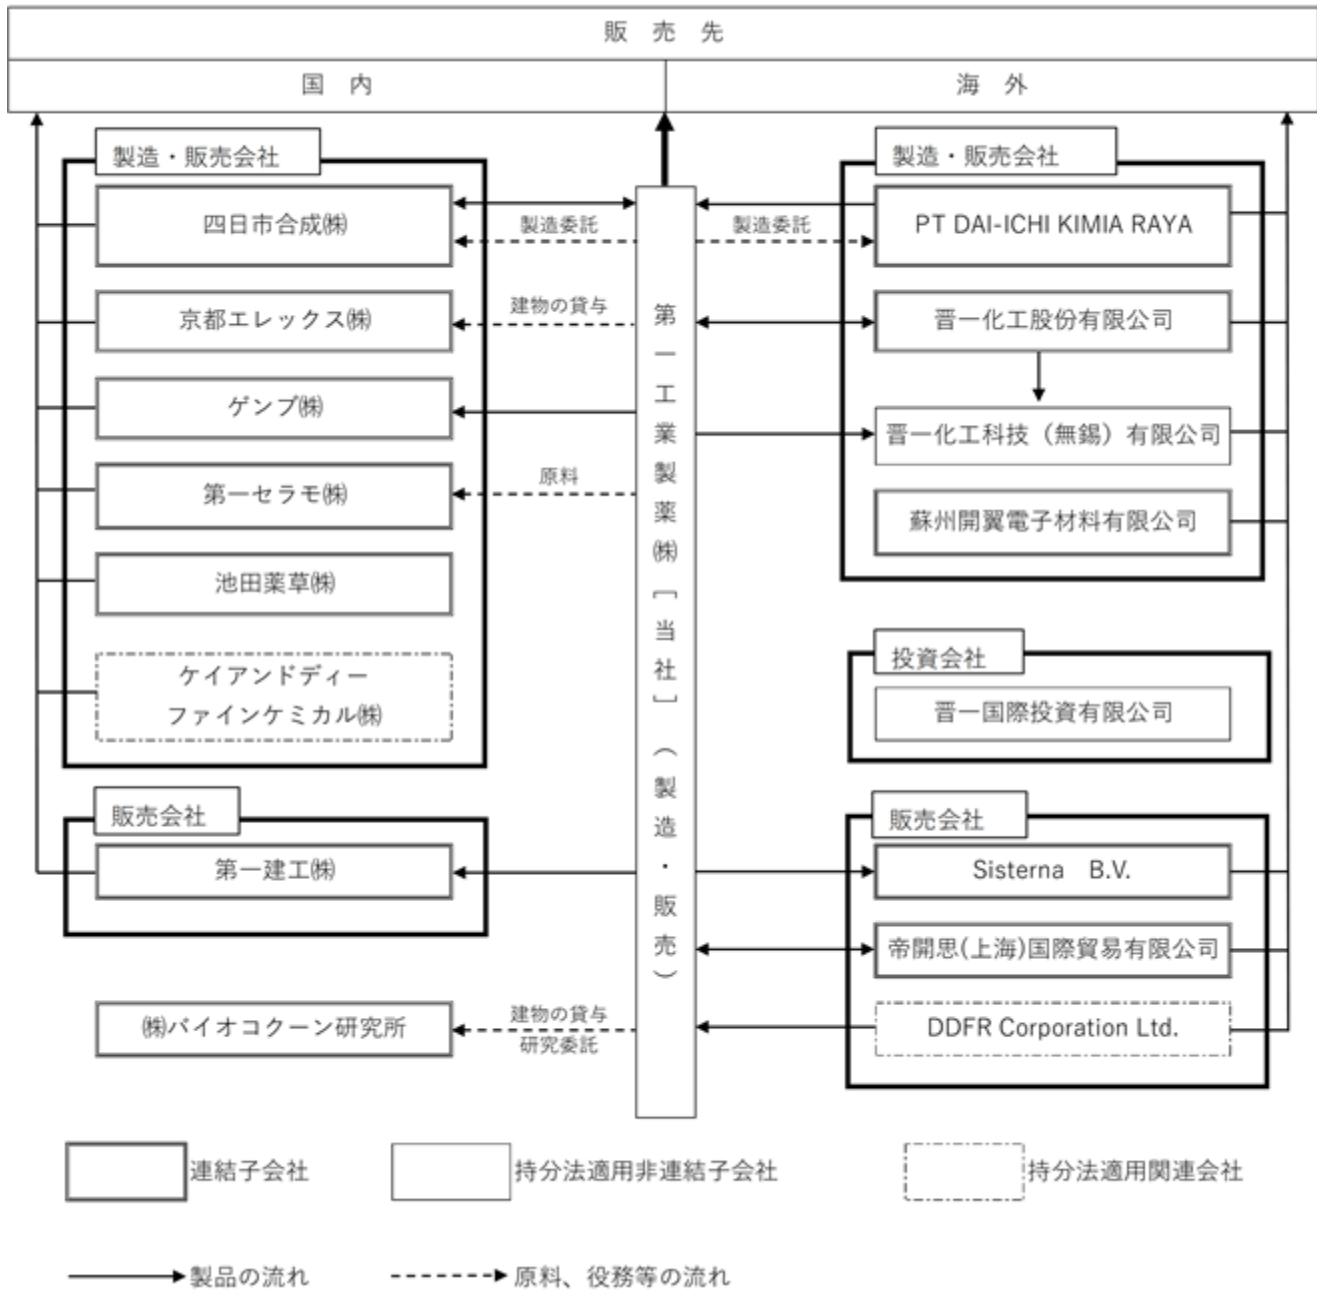 販売先
国内
海外
製造・販売会社
四日市合成㈱
京都エレックス㈱
ゲンブ㈱
第一セラモ㈱
池田薬草㈱
ケイアンドディー
ファインケミカル㈱
販売会社
第一建工㈱
㈱バイオコクーン研究所
製造委託
建物の貸与
原料
建物の貸与
研究委託
第一工業製薬㈱[当社](製造・販売)
製造委託
製造・販売会社
PT DAI-ICHI KIMIA RAYA
晋一化工股份有限公司
晋一化工科技(無錫)有限公司
蘇州開翼電子材料有限公司
投資会社
晋一国際投資有限公司
販売会社
Sisterna B.V.
帝開思(上海)国際貿易有限公司
DDFR Corporation Ltd.
連結子会社
持分法適用非連結子会社
持分法適用関連会社
製品の流れ
原料、役務等の流れ